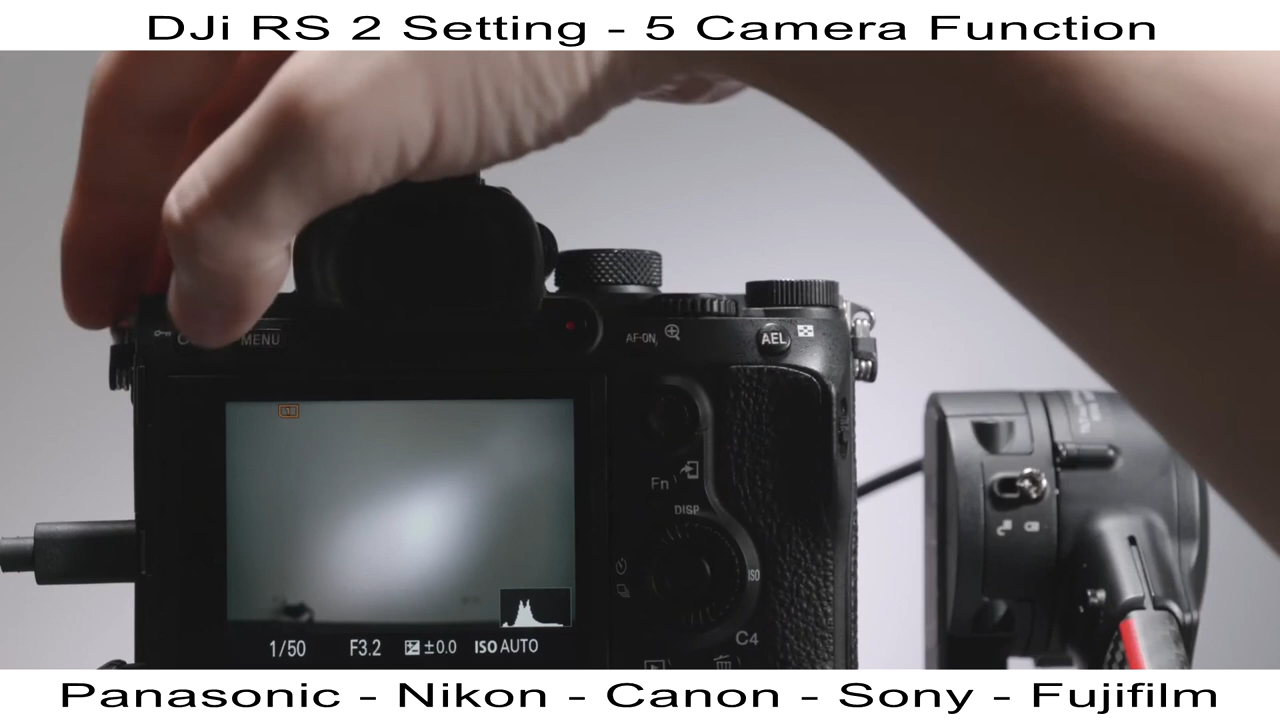 DJi RS 2 Setting - 5 Camera Function
MENU
AF-ON
AEL
Fn
DISP
ISO
1/50 F3.2 ±0.0 ISO AUTO
C4
Panasonic - Nikon - Canon - Sony - Fujifilm